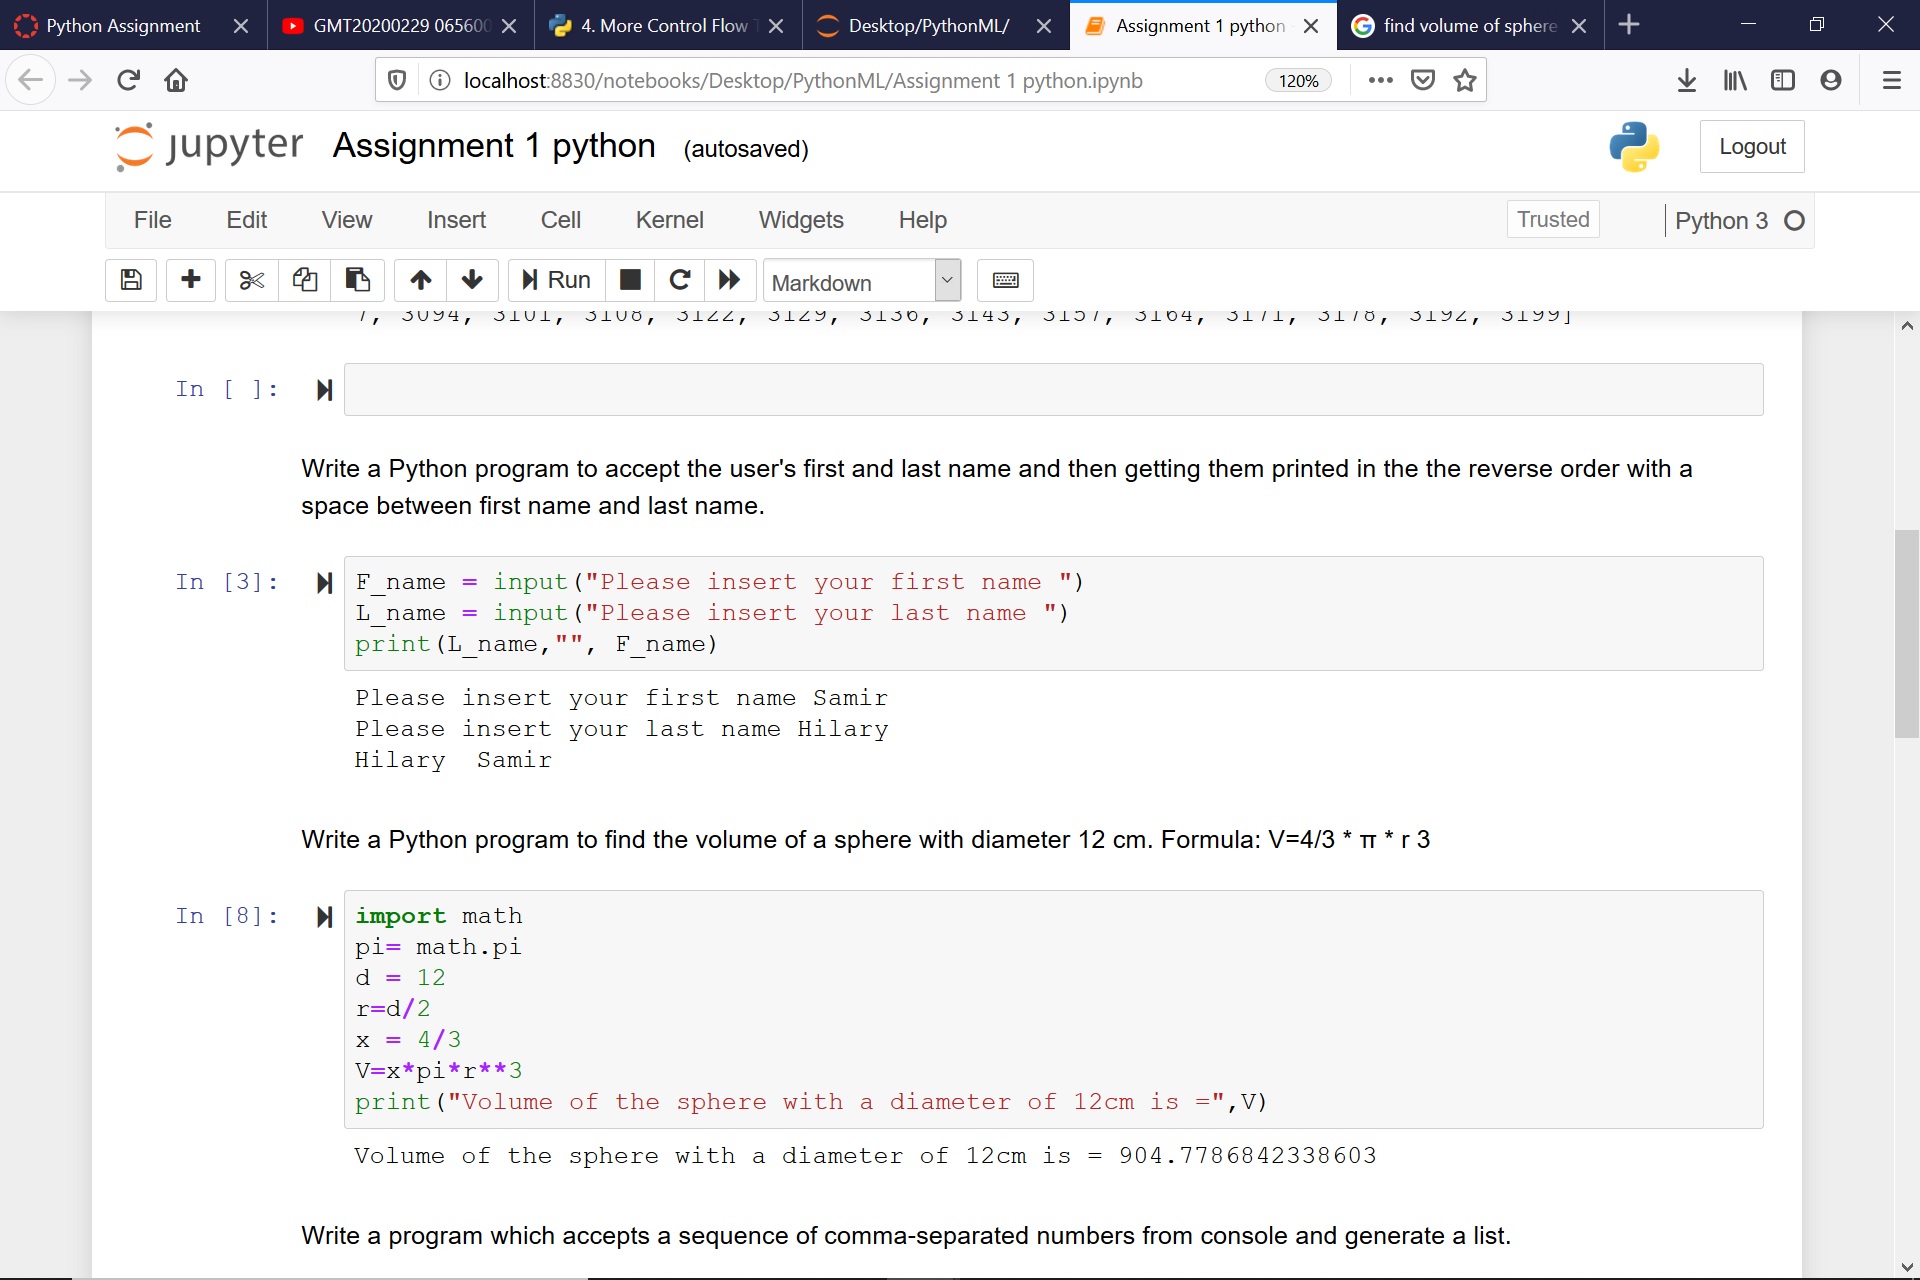 Python Assignment
GMT20200229 065600
4. More Control Flow T
Desktop/PythonML/
Assignment 1 python
find volume of sphere
localhost:8830/notebooks/Desktop/PythonML/Assignment 1 python.ipynb
120%
jupyter Assignment 1 python (autosaved)
Logout
File Edit View Insert Cell Kernel Widgets Help
Trusted
Python 3
Run
Markdown
7, 3094, 3101, 3108, 3122, 3129, 3136, 3143, 3157, 3164, 3171, 3178, 3192, 3199]
In [ ]:
Write a Python program to accept the user's first and last name and then getting them printed in the the reverse order with a
space between first name and last name.
In [3]:
F_name = input("Please insert your first name ")
L_name = input("Please insert your last name ")
print(L_name,"", F_name)
Please insert your first name Samir
Please insert your last name Hilary
Hilary  Samir
Write a Python program to find the volume of a sphere with diameter 12 cm. Formula: V=4/3 * π * r 3
In [8]:
import math
pi= math.pi
d = 12
r=d/2
x = 4/3
V=x*pi*r**3
print("Volume of the sphere with a diameter of 12cm is =",V)
Volume of the sphere with a diameter of 12cm is = 904.7786842338603
Write a program which accepts a sequence of comma-separated numbers from console and generate a list.